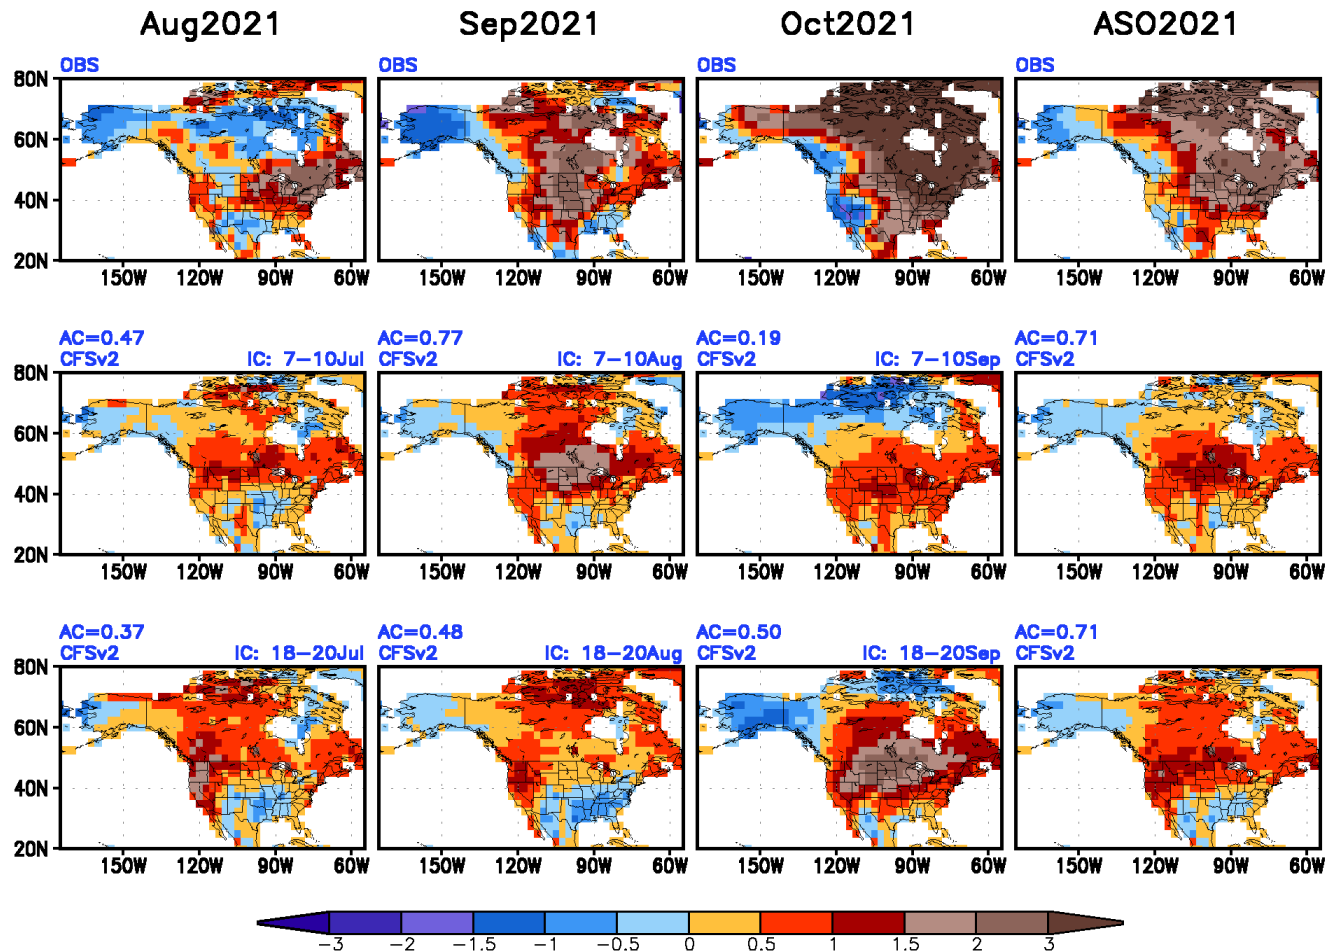 Aug2021 Sep2021 Oct2021 ASO2021
OBS OBS OBS OBS
80N
60N
40N
20N
150W 120W 90W 60W 150W 120W 90W 60W 150W 120W 90W 60W 150W 120W 90W 60W
AC=0.47 AC=0.77 AC=0.19 AC=0.71
CFSv2 IC: 7-10Jul CFSv2 IC: 7-10Aug CFSv2 IC: 7-10Sep CFSv2
80N
60N
40N
20N
150W 120W 90W 60W 150W 120W 90W 60W 150W 120W 90W 60W 150W 120W 90W 60W
AC=0.37 AC=0.48 AC=0.50 AC=0.71
CFSv2 IC: 18-20Jul CFSv2 IC: 18-20Aug CFSv2 IC: 18-20Sep CFSv2
80N
60N
40N
20N
150W 120W 90W 60W 150W 120W 90W 60W 150W 120W 90W 60W 150W 120W 90W 60W
-3 -2 -1.5 -1 -0.5 0 0.5 1 1.5 2 3